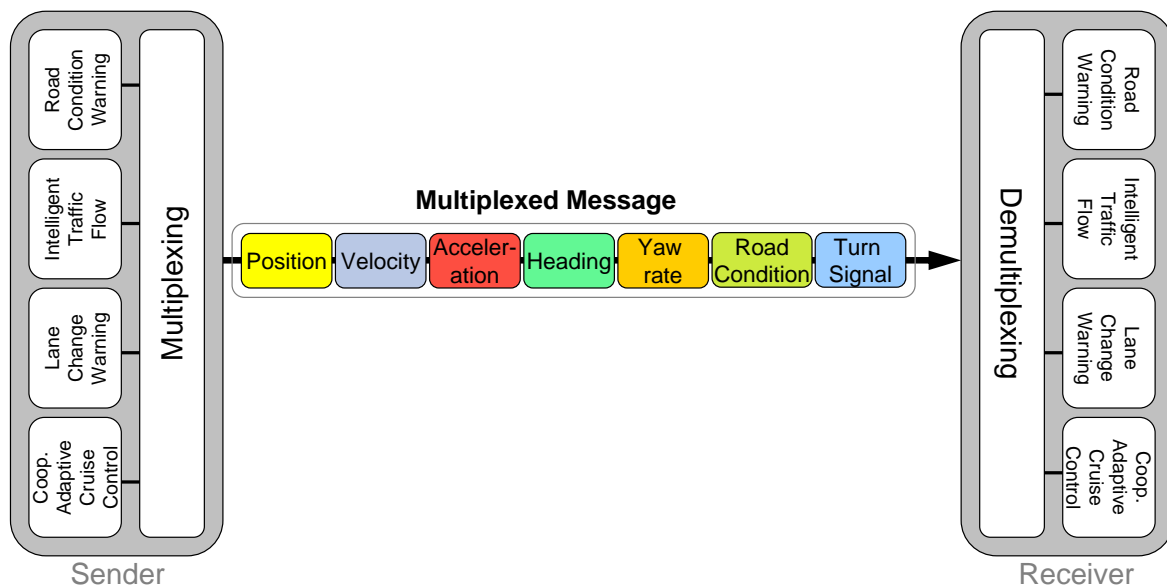 Road
Condition
Warning
Intelligent
Traffic
Flow
Lane
Change
Warning
Coop.
Adaptive
Cruise
Control
Multiplexing
Sender
Multiplexed Message
Position
Velocity
Acceler-
ation
Heading
Yaw
rate
Road
Condition
Turn
Signal
Demultiplexing
Road
Condition
Warning
Intelligent
Traffic
Flow
Lane
Change
Warning
Coop.
Adaptive
Cruise
Control
Receiver